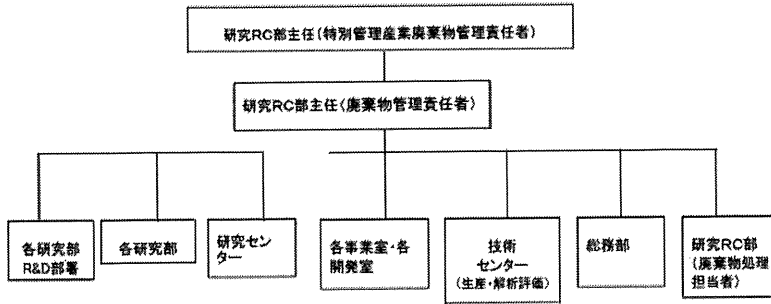 研究RC部主任(特別管理産業廃棄物管理責任者)
研究RC部主任(廃棄物管理責任者)
各研究部
R&D部署
各研究部
研究セン
ター
各事業室・各
開発室
技術
センター
(生産・解析評価)
総務部
研究RC部
(廃棄物処理
担当者)